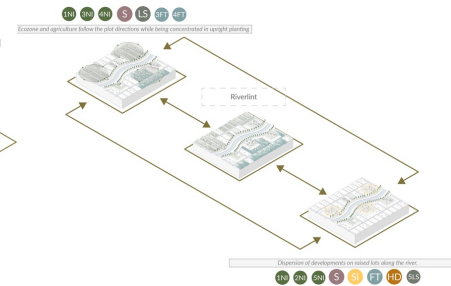 1NI 3NI 4NI S LS 3FT 4FT
Ecozone and agriculture follow the plot directions while being concentrated in upright planting
Riverlint
Dispersion of developments on raised lots along the river.
1NI 2NI 5NI S SI FT HD SLS